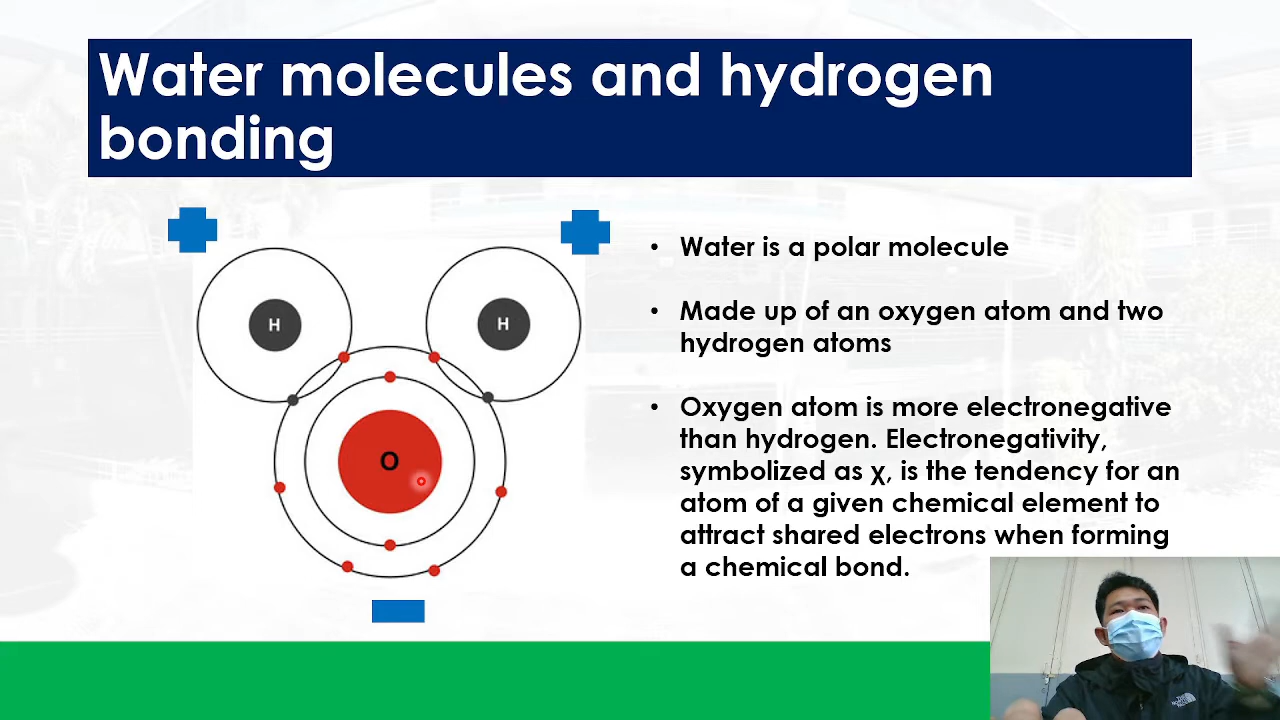 Water molecules and hydrogen
bonding
H
H
O
• Water is a polar molecule
• Made up of an oxygen atom and two
hydrogen atoms
• Oxygen atom is more electronegative
than hydrogen. Electronegativity,
symbolized as χ, is the tendency for an
atom of a given chemical element to
attract shared electrons when forming
a chemical bond.